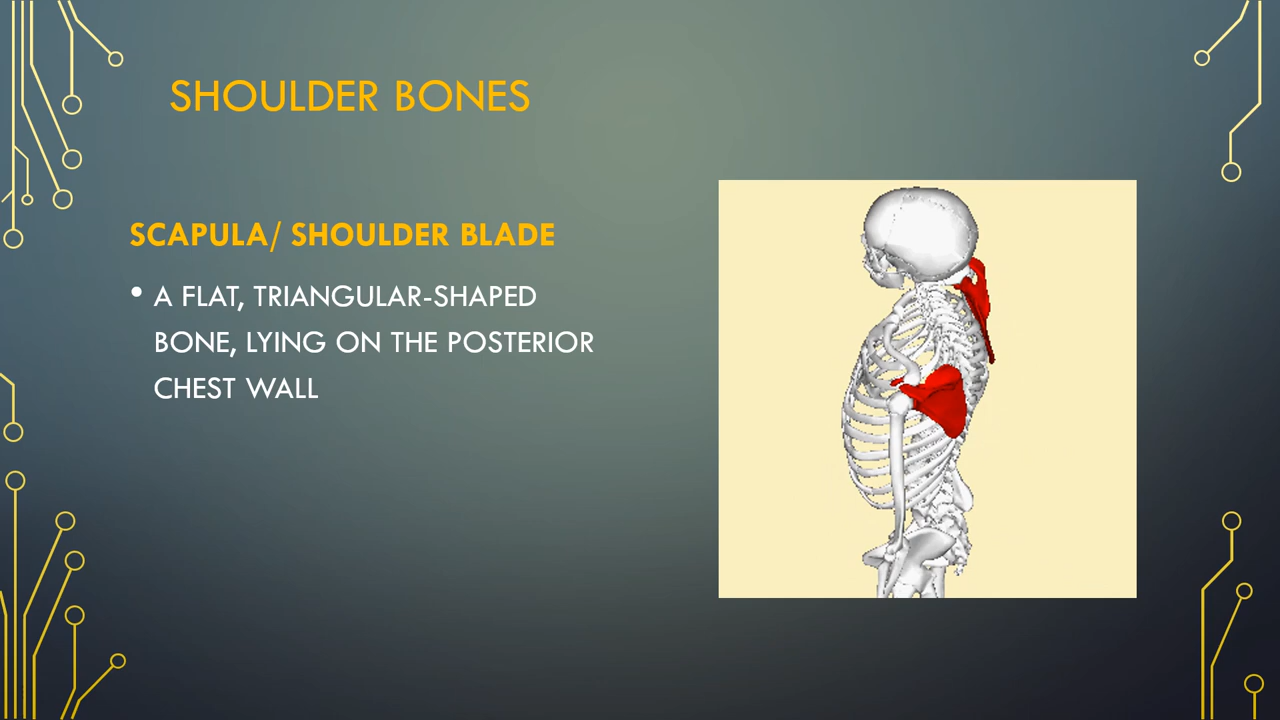 SHOULDER BONES
SCAPULA/ SHOULDER BLADE
• A FLAT, TRIANGULAR-SHAPED
BONE, LYING ON THE POSTERIOR
CHEST WALL